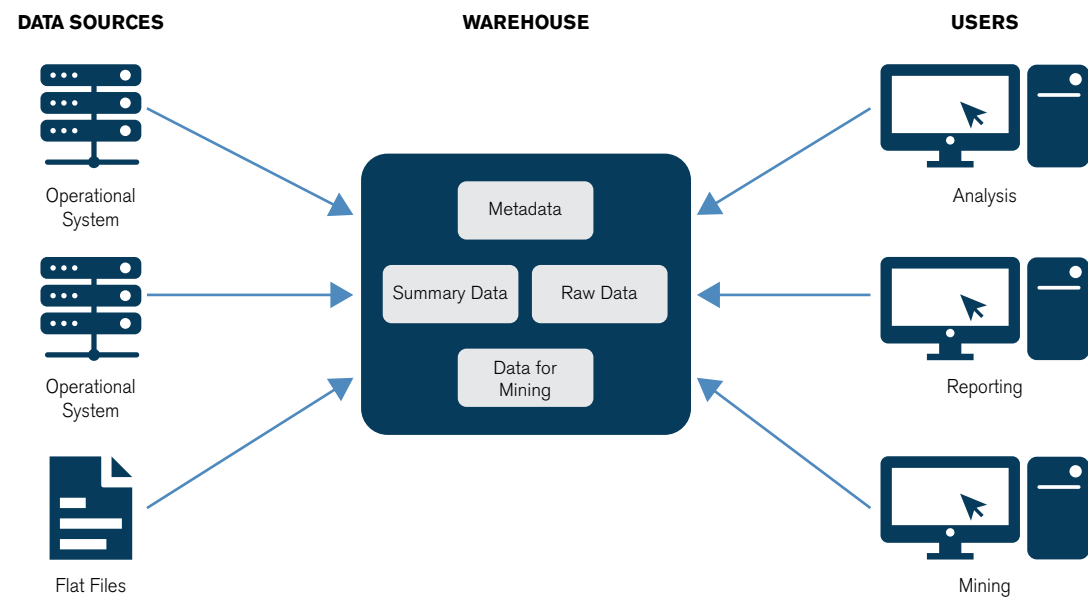 DATA SOURCES
WAREHOUSE
USERS
Operational
System
Operational
System
Flat Files
Metadata
Summary Data
Raw Data
Data for
Mining
Analysis
Reporting
Mining